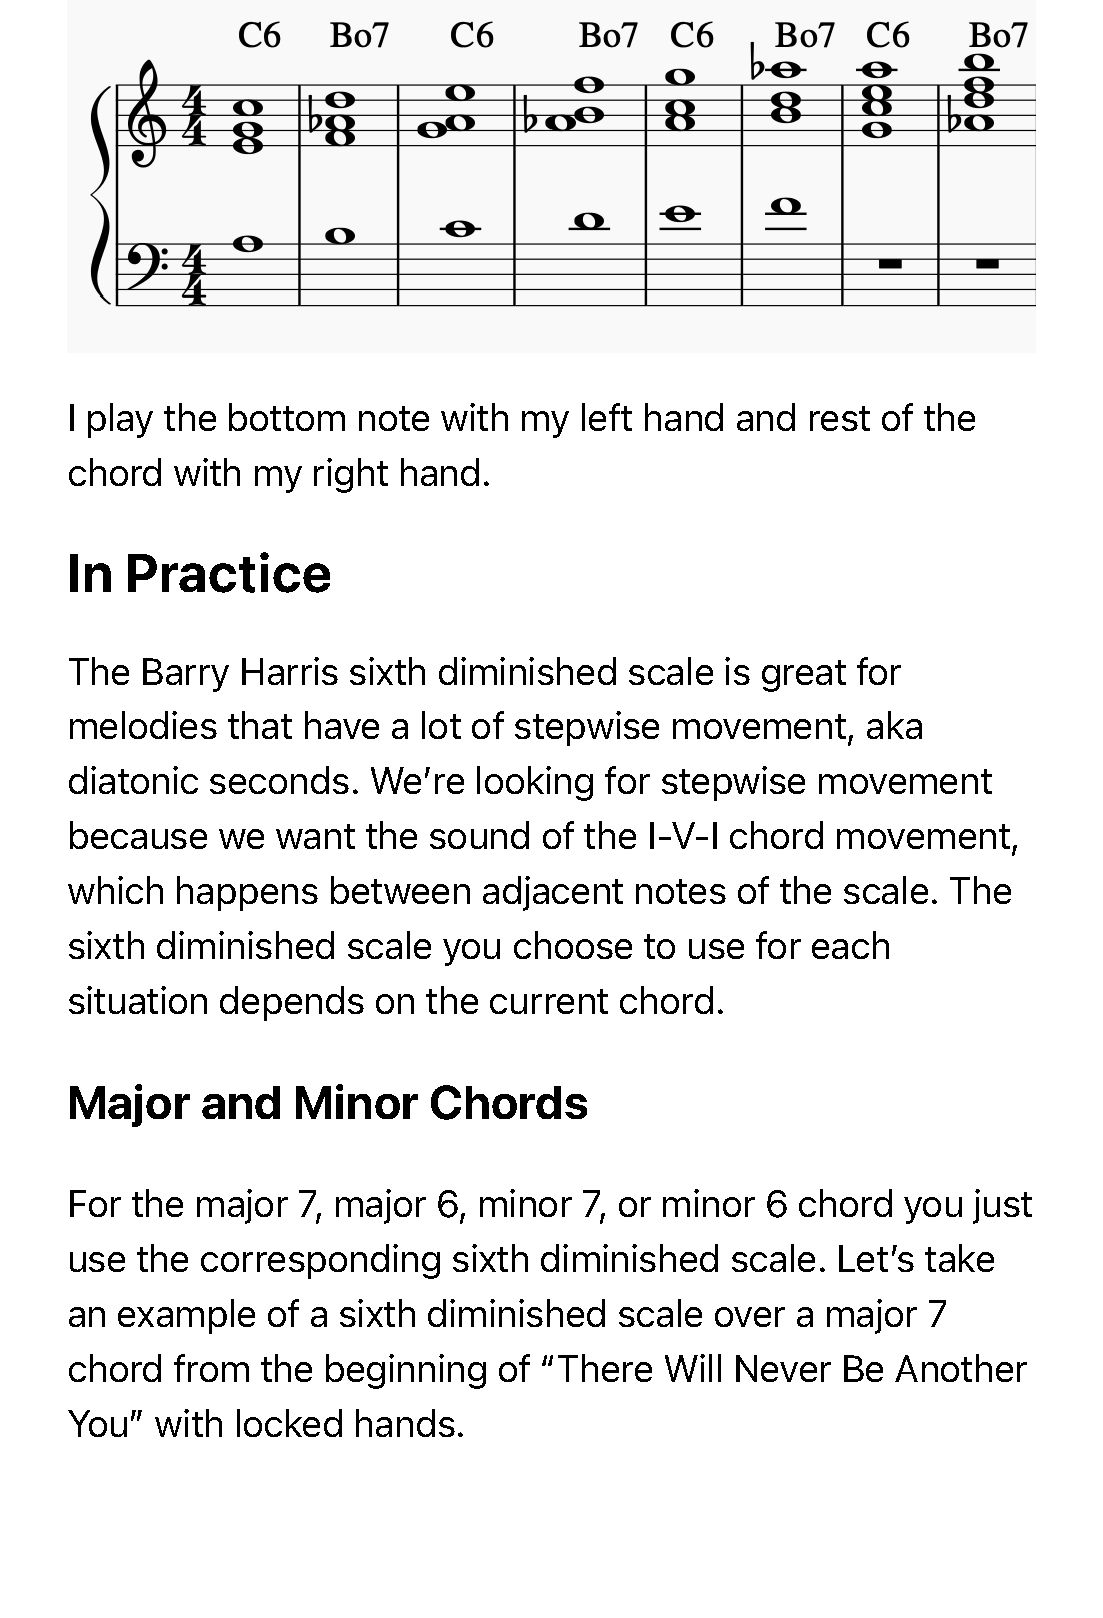 C6 Bo7 C6 Bo7 C6 Bo7 C6 Bo7
4 4
4 4
I play the bottom note with my left hand and rest of the
chord with my right hand.
In Practice
The Barry Harris sixth diminished scale is great for
melodies that have a lot of stepwise movement, aka
diatonic seconds. We’re looking for stepwise movement
because we want the sound of the I-V-I chord movement,
which happens between adjacent notes of the scale. The
sixth diminished scale you choose to use for each
situation depends on the current chord.
Major and Minor Chords
For the major 7, major 6, minor 7, or minor 6 chord you just
use the corresponding sixth diminished scale. Let’s take
an example of a sixth diminished scale over a major 7
chord from the beginning of “There Will Never Be Another
You” with locked hands.